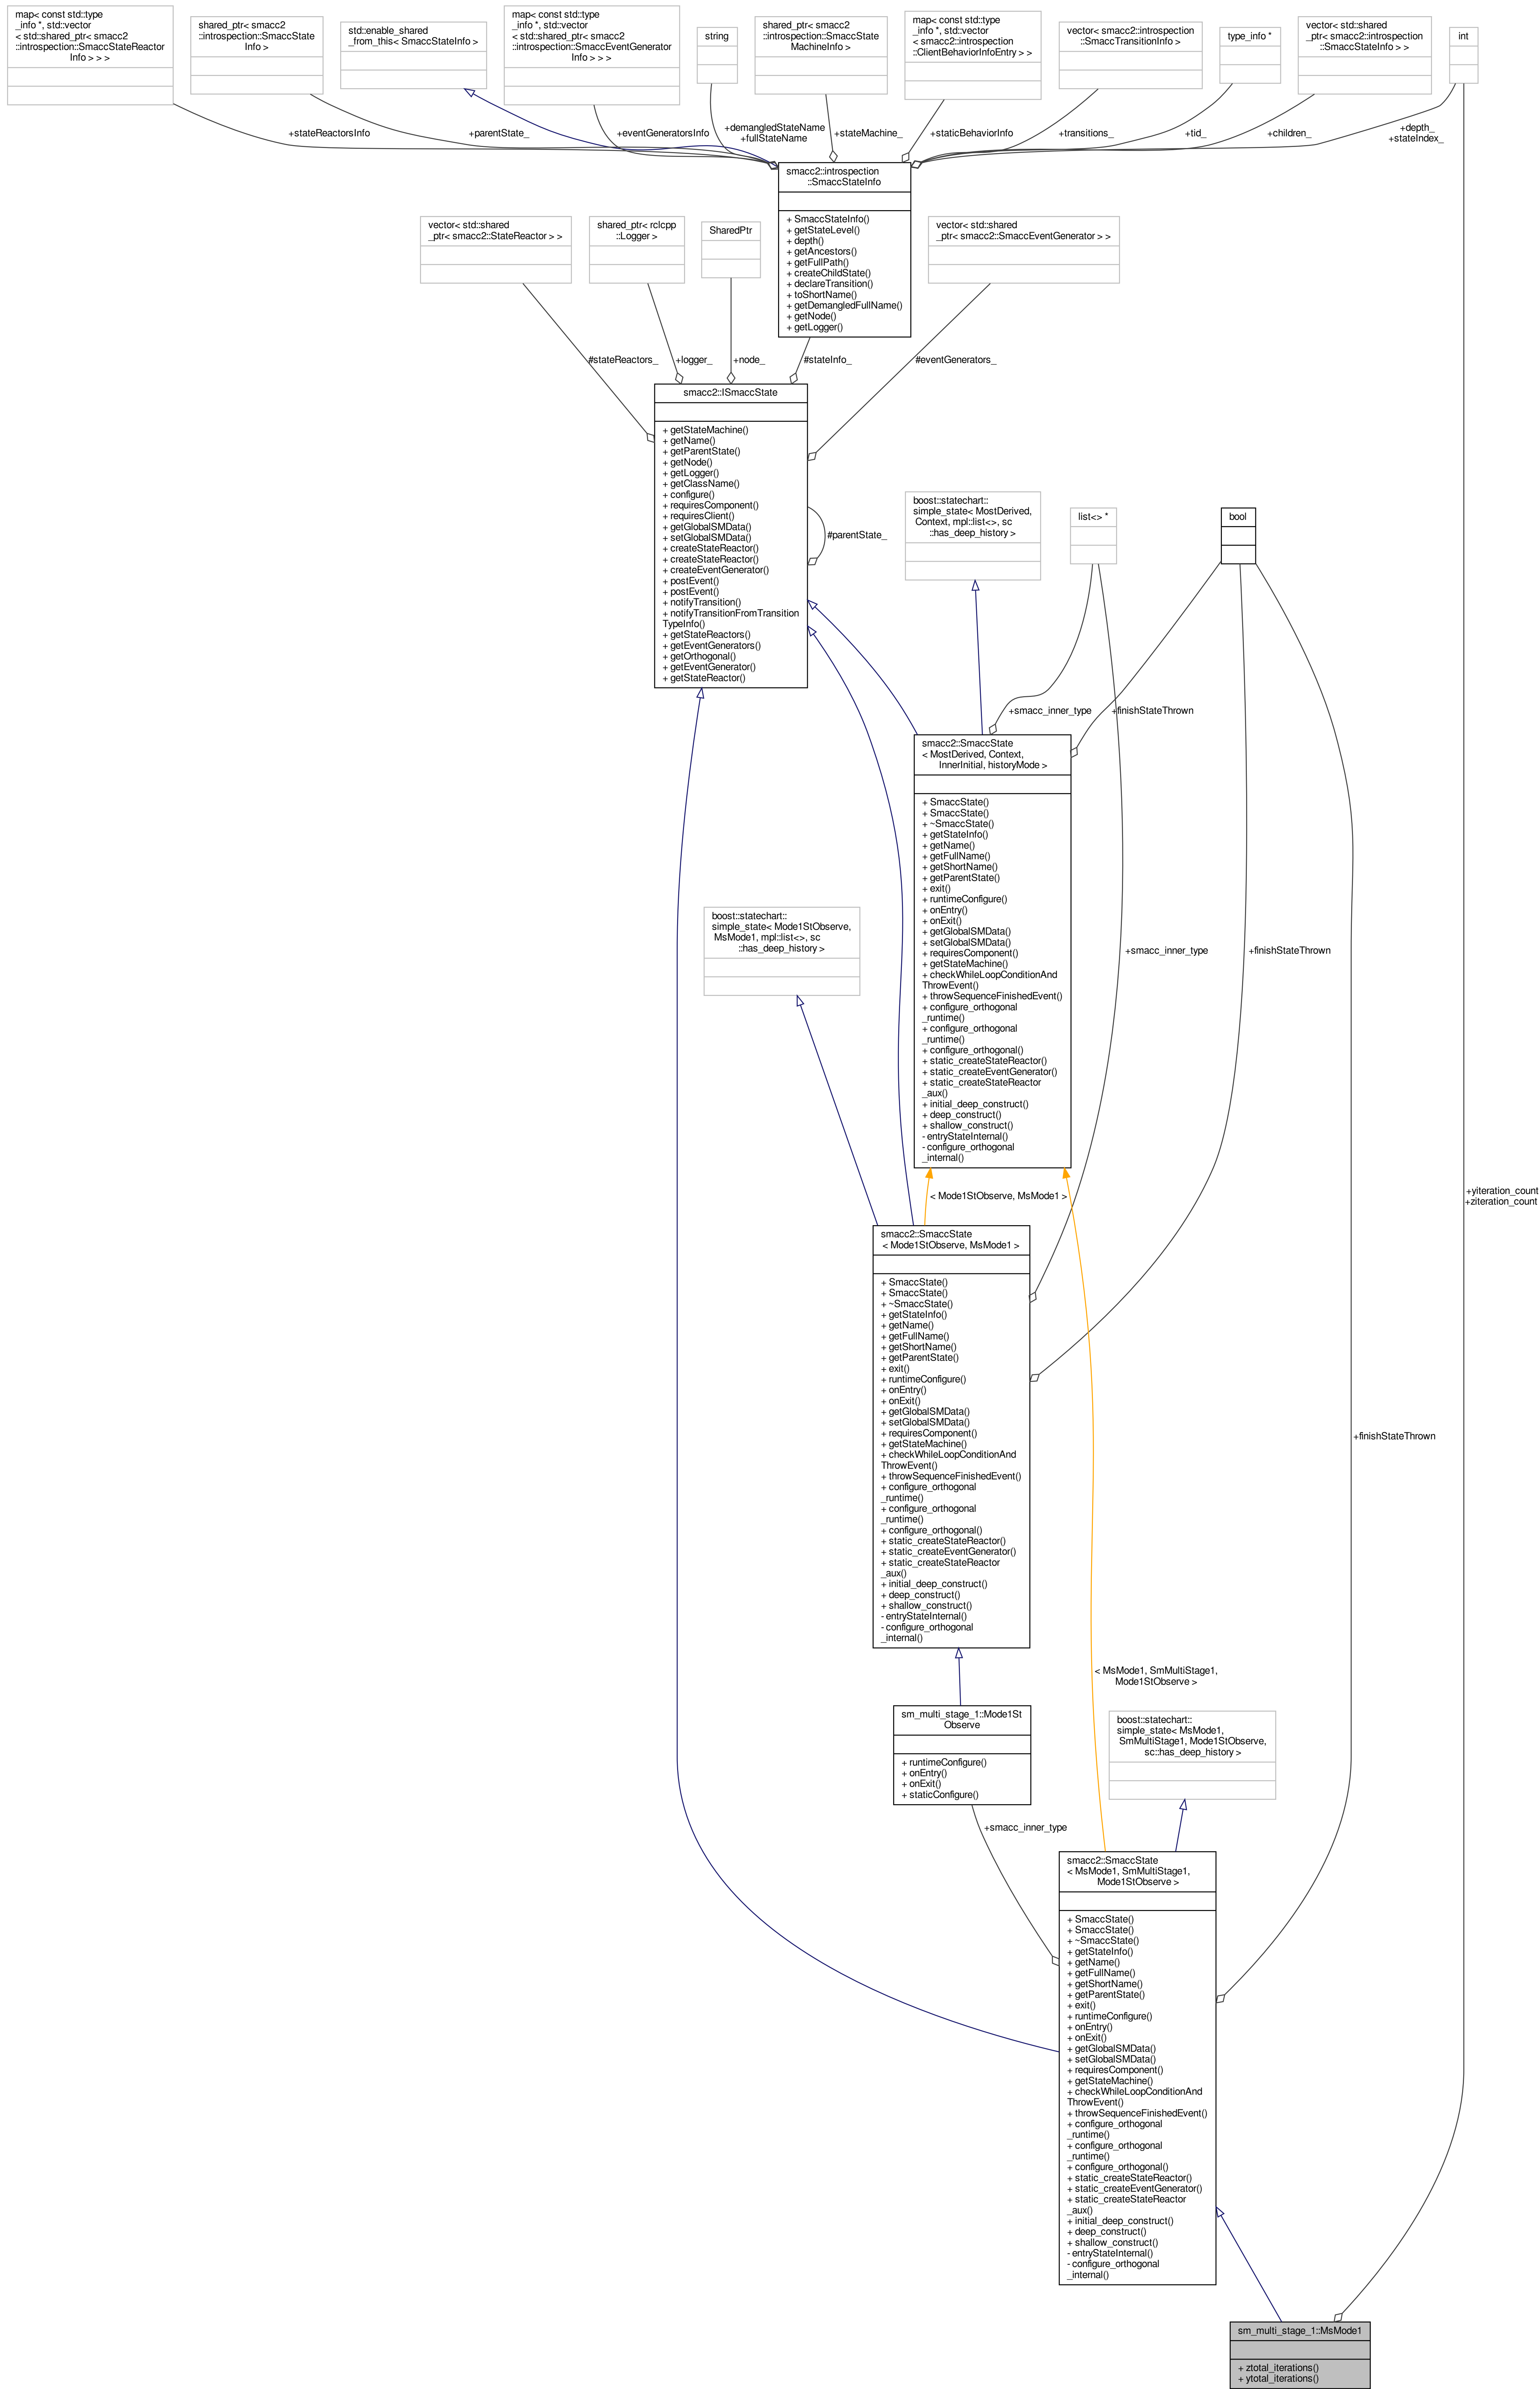 map< const std::type
_info *, std::vector
< std::shared_ptr< smacc2
::introspection::SmaccStateReactor
Info > > >
shared_ptr< smacc2
::introspection::SmaccState
Info >
std::enable_shared
_from_this< SmaccStateInfo >
map< const std::type
_info *, std::vector
< std::shared_ptr< smacc2
::introspection::SmaccEventGenerator
Info > > >
string
shared_ptr< smacc2
::introspection::SmaccState
MachineInfo >
map< const std::type
_info *, std::vector
< smacc2::introspection
::ClientBehaviorInfoEntry > >
vector< smacc2::introspection
::SmaccTransitionInfo >
type_info *
vector< std::shared
_ptr< smacc2::introspection
::SmaccStateInfo > >
int
+stateReactorsInfo
+parentState_
+eventGeneratorsInfo
+demangledStateName
+fullStateName
+stateMachine_
+staticBehaviorInfo
+transitions_
+tid_
+children_
+depth_
+stateIndex_
smacc2::introspection
::SmaccStateInfo
+ SmaccStateInfo()
+ getStateLevel()
+ depth()
+ getAncestors()
+ getFullPath()
+ createChildState()
+ declareTransition()
+ toShortName()
+ getDemangledFullName()
+ getNode()
+ getLogger()
vector< std::shared
_ptr< smacc2::StateReactor > >
shared_ptr< rclcpp
::Logger >
SharedPtr
vector< std::shared
_ptr< smacc2::SmaccEventGenerator > >
#stateReactors_
+logger_
+node_
#stateInfo_
#eventGenerators_
smacc2::ISmaccState
+ getStateMachine()
+ getName()
+ getParentState()
+ getNode()
+ getLogger()
+ getClassName()
+ configure()
+ requiresComponent()
+ requiresClient()
+ getGlobalSMData()
+ setGlobalSMData()
+ createStateReactor()
+ createStateReactor()
+ createEventGenerator()
+ postEvent()
+ postEvent()
+ notifyTransition()
+ notifyTransitionFromTransition
TypeInfo()
+ getStateReactors()
+ getEventGenerators()
+ getOrthogonal()
+ getEventGenerator()
+ getStateReactor()
#parentState_
boost::statechart::
simple_state< MostDerived,
Context, mpl::list<>, sc
::has_deep_history >
list<> *
bool
+smacc_inner_type
+finishStateThrown
smacc2::SmaccState
< MostDerived, Context,
InnerInitial, historyMode >
+ SmaccState()
+ SmaccState()
+ ~SmaccState()
+ getStateInfo()
+ getName()
+ getFullName()
+ getShortName()
+ getParentState()
+ exit()
+ runtimeConfigure()
+ onEntry()
+ onExit()
+ getGlobalSMData()
+ setGlobalSMData()
+ requiresComponent()
+ getStateMachine()
+ checkWhileLoopConditionAnd
ThrowEvent()
+ throwSequenceFinishedEvent()
+ configure_orthogonal
_runtime()
+ configure_orthogonal
_runtime()
+ configure_orthogonal()
+ static_createStateReactor()
+ static_createEventGenerator()
+ static_createStateReactor
_aux()
+ initial_deep_construct()
+ deep_construct()
+ shallow_construct()
- entryStateInternal()
- configure_orthogonal
_internal()
boost::statechart::
simple_state< Mode1StObserve,
MsMode1, mpl::list<>, sc
::has_deep_history >
+smacc_inner_type
+finishStateThrown
< Mode1StObserve, MsMode1 >
+yiteration_count
+ziteration_count
smacc2::SmaccState
< Mode1StObserve, MsMode1 >
+ SmaccState()
+ SmaccState()
+ ~SmaccState()
+ getStateInfo()
+ getName()
+ getFullName()
+ getShortName()
+ getParentState()
+ exit()
+ runtimeConfigure()
+ onEntry()
+ onExit()
+ getGlobalSMData()
+ setGlobalSMData()
+ requiresComponent()
+ getStateMachine()
+ checkWhileLoopConditionAnd
ThrowEvent()
+ throwSequenceFinishedEvent()
+ configure_orthogonal
_runtime()
+ configure_orthogonal
_runtime()
+ configure_orthogonal()
+ static_createStateReactor()
+ static_createEventGenerator()
+ static_createStateReactor
_aux()
+ initial_deep_construct()
+ deep_construct()
+ shallow_construct()
- entryStateInternal()
- configure_orthogonal
_internal()
+finishStateThrown
< MsMode1, SmMultiStage1,
Mode1StObserve >
sm_multi_stage_1::Mode1St
Observe
+ runtimeConfigure()
+ onEntry()
+ onExit()
+ staticConfigure()
boost::statechart::
simple_state< MsMode1,
SmMultiStage1, Mode1StObserve,
sc::has_deep_history >
+smacc_inner_type
smacc2::SmaccState
< MsMode1, SmMultiStage1,
Mode1StObserve >
+ SmaccState()
+ SmaccState()
+ ~SmaccState()
+ getStateInfo()
+ getName()
+ getFullName()
+ getShortName()
+ getParentState()
+ exit()
+ runtimeConfigure()
+ onEntry()
+ onExit()
+ getGlobalSMData()
+ setGlobalSMData()
+ requiresComponent()
+ getStateMachine()
+ checkWhileLoopConditionAnd
ThrowEvent()
+ throwSequenceFinishedEvent()
+ configure_orthogonal
_runtime()
+ configure_orthogonal
_runtime()
+ configure_orthogonal()
+ static_createStateReactor()
+ static_createEventGenerator()
+ static_createStateReactor
_aux()
+ initial_deep_construct()
+ deep_construct()
+ shallow_construct()
- entryStateInternal()
- configure_orthogonal
_internal()
sm_multi_stage_1::MsMode1
+ ztotal_iterations()
+ ytotal_iterations()